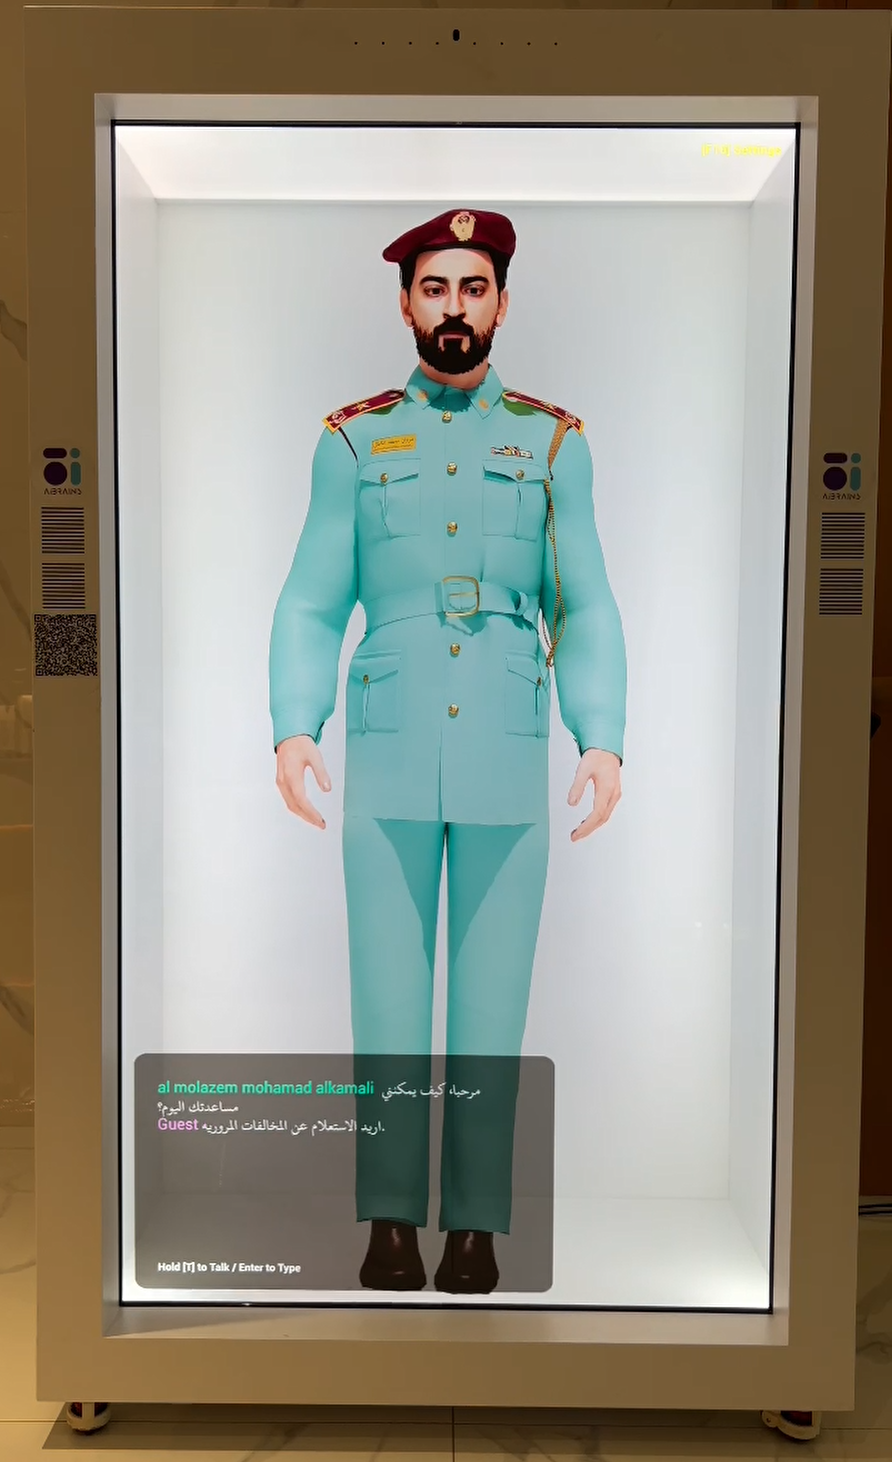 AiBRAINS
AiBRAINS
al molazem mohamad alkamali مرحبا، كيف يمكنني
مساعدتك اليوم؟
Guest اريد الاستعلام عن المخالفات المروريه.
Hold [T] to Talk / Enter to Type